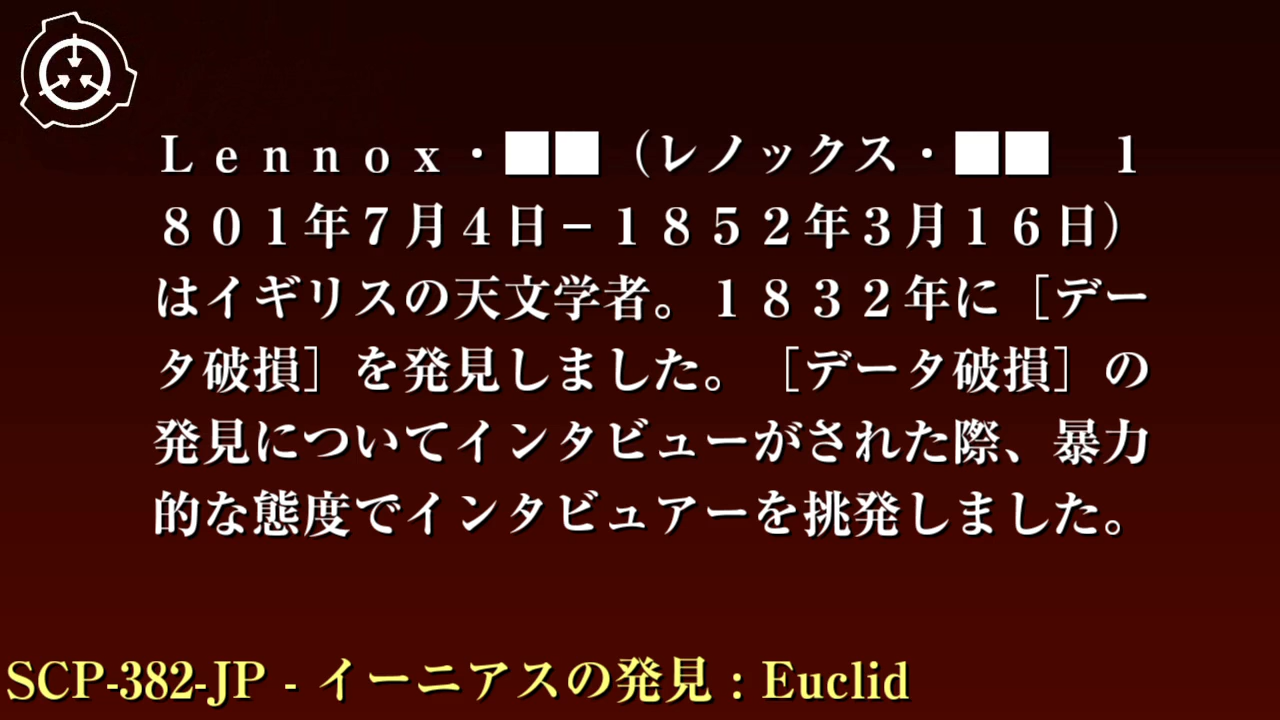 Lennox・■■（レノックス・■■　1
801年7月4日－1852年3月16日）
はイギリスの天文学者。1832年に［デー
タ破損］を発見しました。［データ破損］の
発見についてインタビューがされた際、暴力
的な態度でインタビュアーを挑発しました。
SCP-382-JP - イーニアスの発見：Euclid